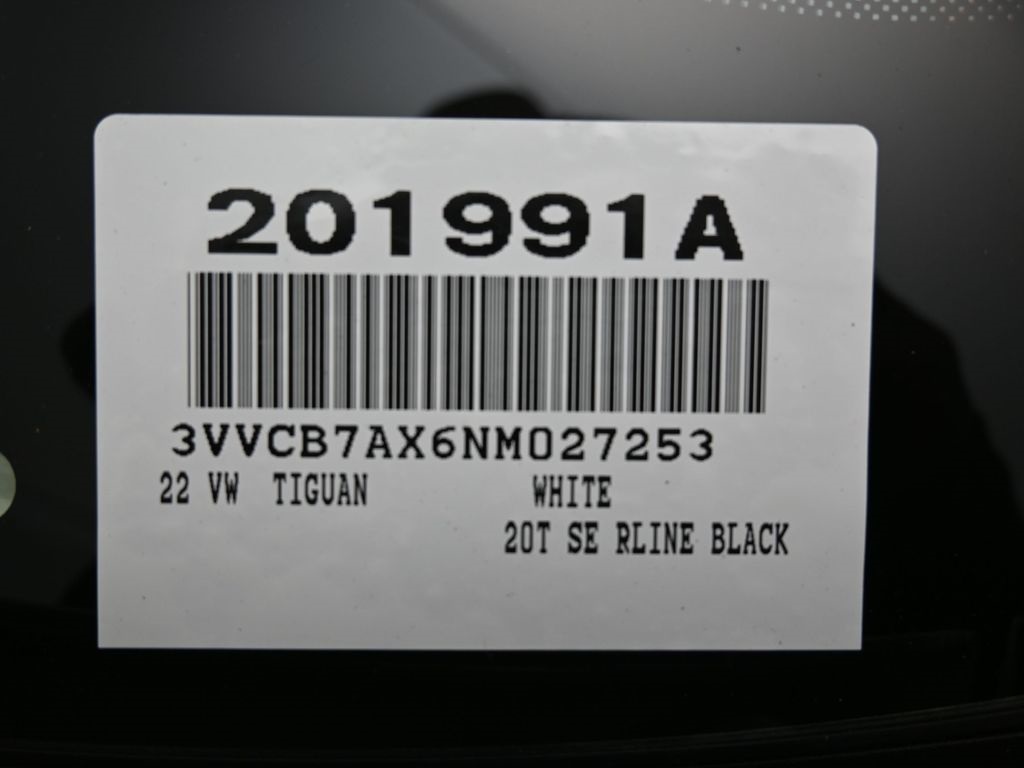 201991A
3VVCB7AX6NM027253
22 VW TIGUAN WHITE
20T SE RLINE BLACK